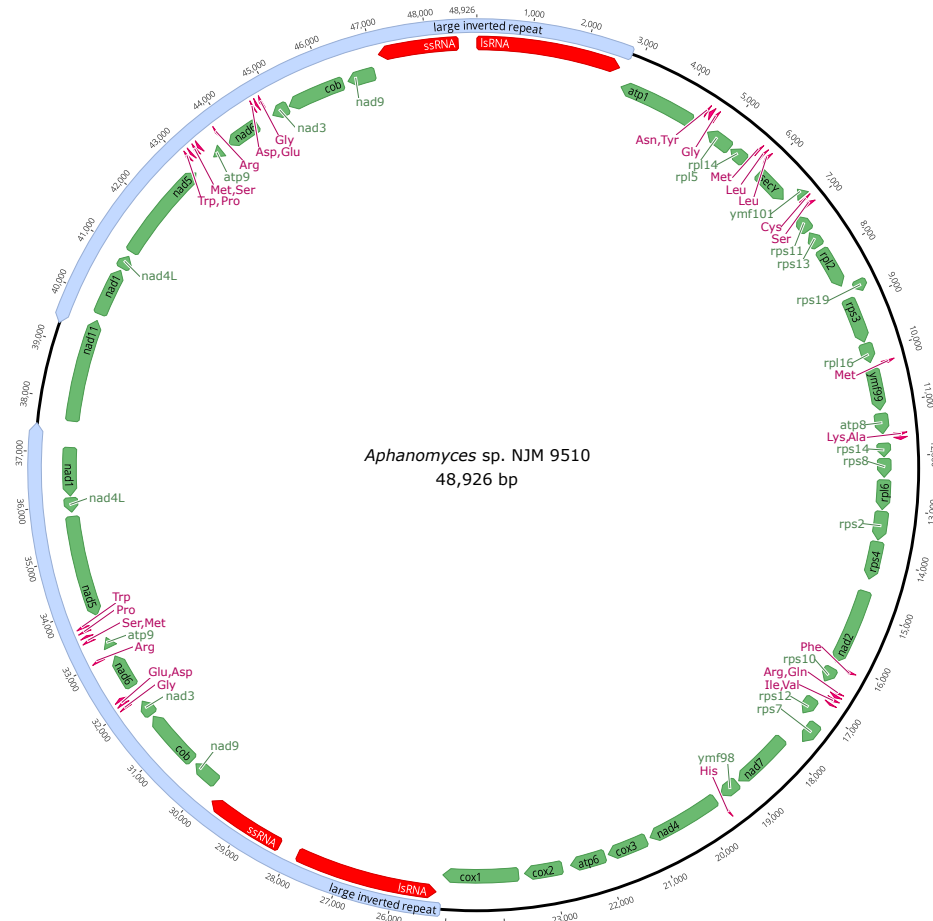 48,926
1,000
2,000
3,000
4,000
5,000
6,000
7,000
8,000
9,000
10,000
11,000
13,000
14,000
15,000
16,000
17,000
18,000
19,000
20,000
21,000
22,000
23,000
26,000
27,000
28,000
29,000
30,000
31,000
32,000
33,000
34,000
35,000
36,000
37,000
38,000
39,000
40,000
41,000
42,000
43,000
44,000
45,000
46,000
47,000
48,000
large inverted repeat
ssRNA
lsRNA
atp1
Asn,Tyr
Gly
rpl14
rpl5
Met
Leu
Leu
secY
ymf101
Cys
Ser
rps11
rps13
rpl2
rps19
rps3
rpl16
Met
ymf99
atp8
Lys,Ala
rps14
rps8
rpl6
rps2
rps4
nad2
Phe
rps10
Arg,Gln
Ile,Val
rps12
rps7
nad7
ymf98
His
nad4
cox3
atp6
cox2
cox1
large inverted repeat
lsRNA
ssRNA
nad9
cob
nad3
Gly
Glu,Asp
nad6
Arg
atp9
Ser,Met
Pro
Trp
nad5
nad4L
nad1
nad11
nad1
nad4L
nad5
Trp,Pro
Met,Ser
atp9
Arg
nad6
Asp,Glu
Gly
nad3
cob
nad9
Aphanomyces sp. NJM 9510
48,926 bp